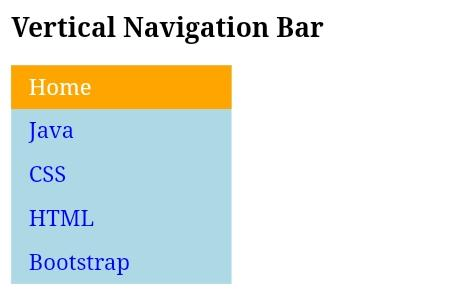 Vertical Navigation Bar
Home
Java
CSS
HTML
Bootstrap